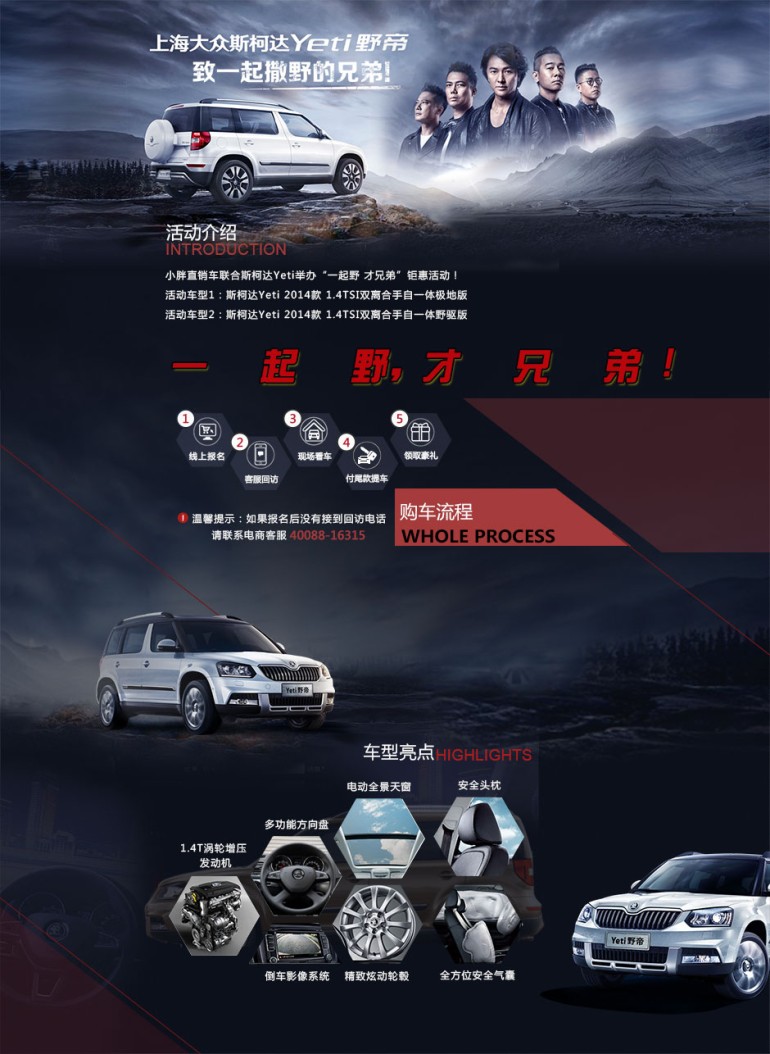 上海大众斯柯达Yeti野帝
致一起撒野的兄弟!
活动介绍
INTRODUCTION
小胖直销车联合斯柯达Yeti举办“一起野 才兄弟”钜惠活动！
活动车型1：斯柯达Yeti 2014款 1.4TSI双离合手自一体极地版
活动车型2：斯柯达Yeti 2014款 1.4TSI双离合手自一体野驱版
一起野，才兄弟！
1
线上报名
2
客服回访
3
现场看车
4
付尾款提车
5
领取豪礼
! 温馨提示：如果报名后没有接到回访电话
请联系电商客服 40088-16315
购车流程
WHOLE PROCESS
Yeti野帝
车型亮点HIGHLIGHTS
电动全景天窗
安全头枕
多功能方向盘
1.4T涡轮增压
发动机
倒车影像系统
精致炫动轮毂
全方位安全气囊
Yeti野帝